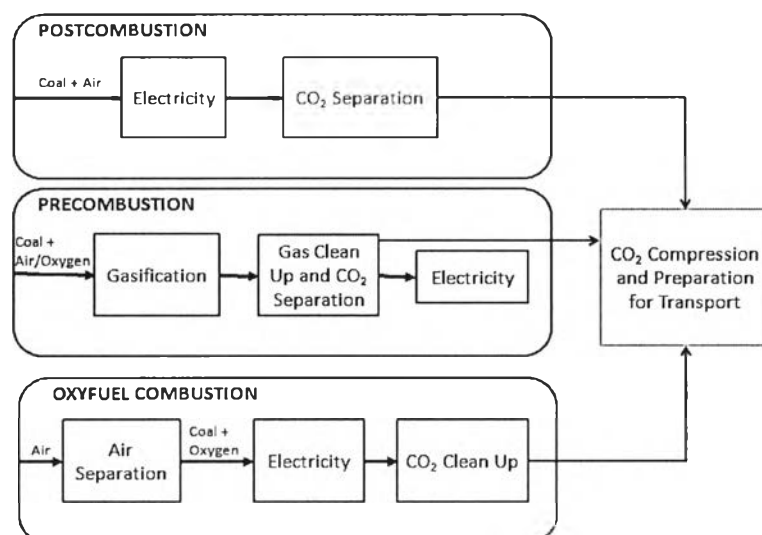 POSTCOMBUSTION
Coal + Air
Electricity
CO₂ Separation
PRECOMBUSTION
Coal +
Air/Oxygen
Gasification
Gas Clean
Up and CO₂
Separation
Electricity
CO₂ Compression
and Preparation
for Transport
OXYFUEL COMBUSTION
Air
Air
Separation
Coal +
Oxygen
Electricity
CO₂ Clean Up